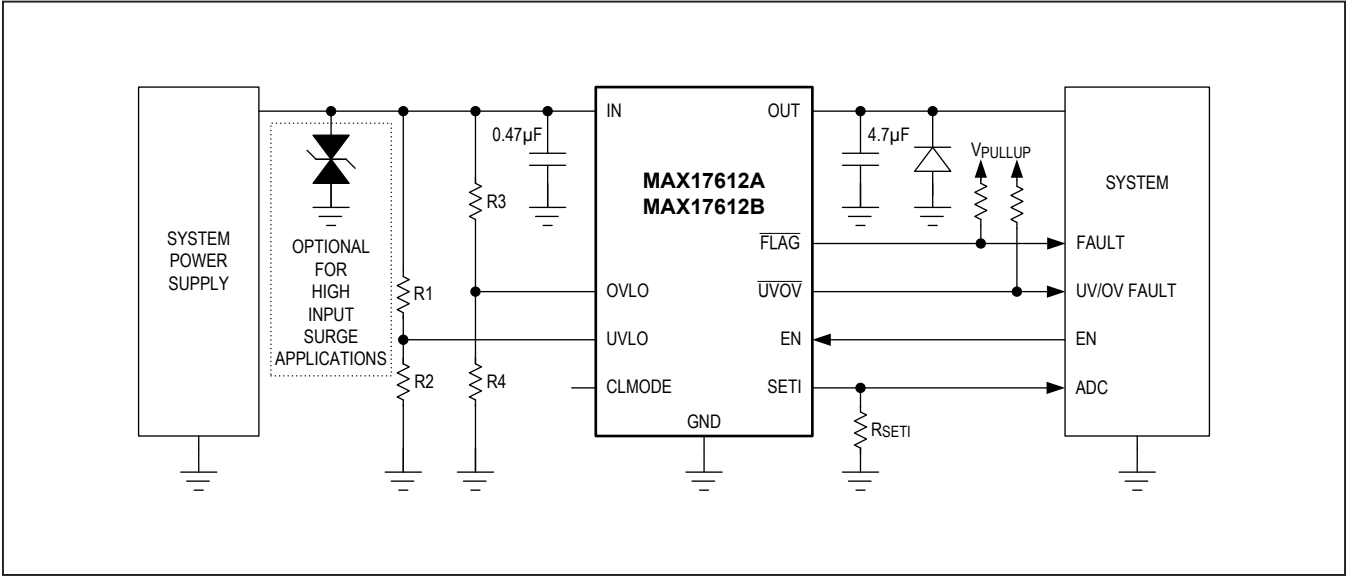 SYSTEM
POWER
SUPPLY
OPTIONAL
FOR
HIGH
INPUT
SURGE
APPLICATIONS
R1
R2
R3
R4
0.47µF
IN
OVLO
UVLO
CLMODE
MAX17612A
MAX17612B
GND
OUT
FLAG
UVOV
EN
SETI
4.7µF
VPULLUP
RSETI
SYSTEM
FAULT
UV/OV FAULT
EN
ADC